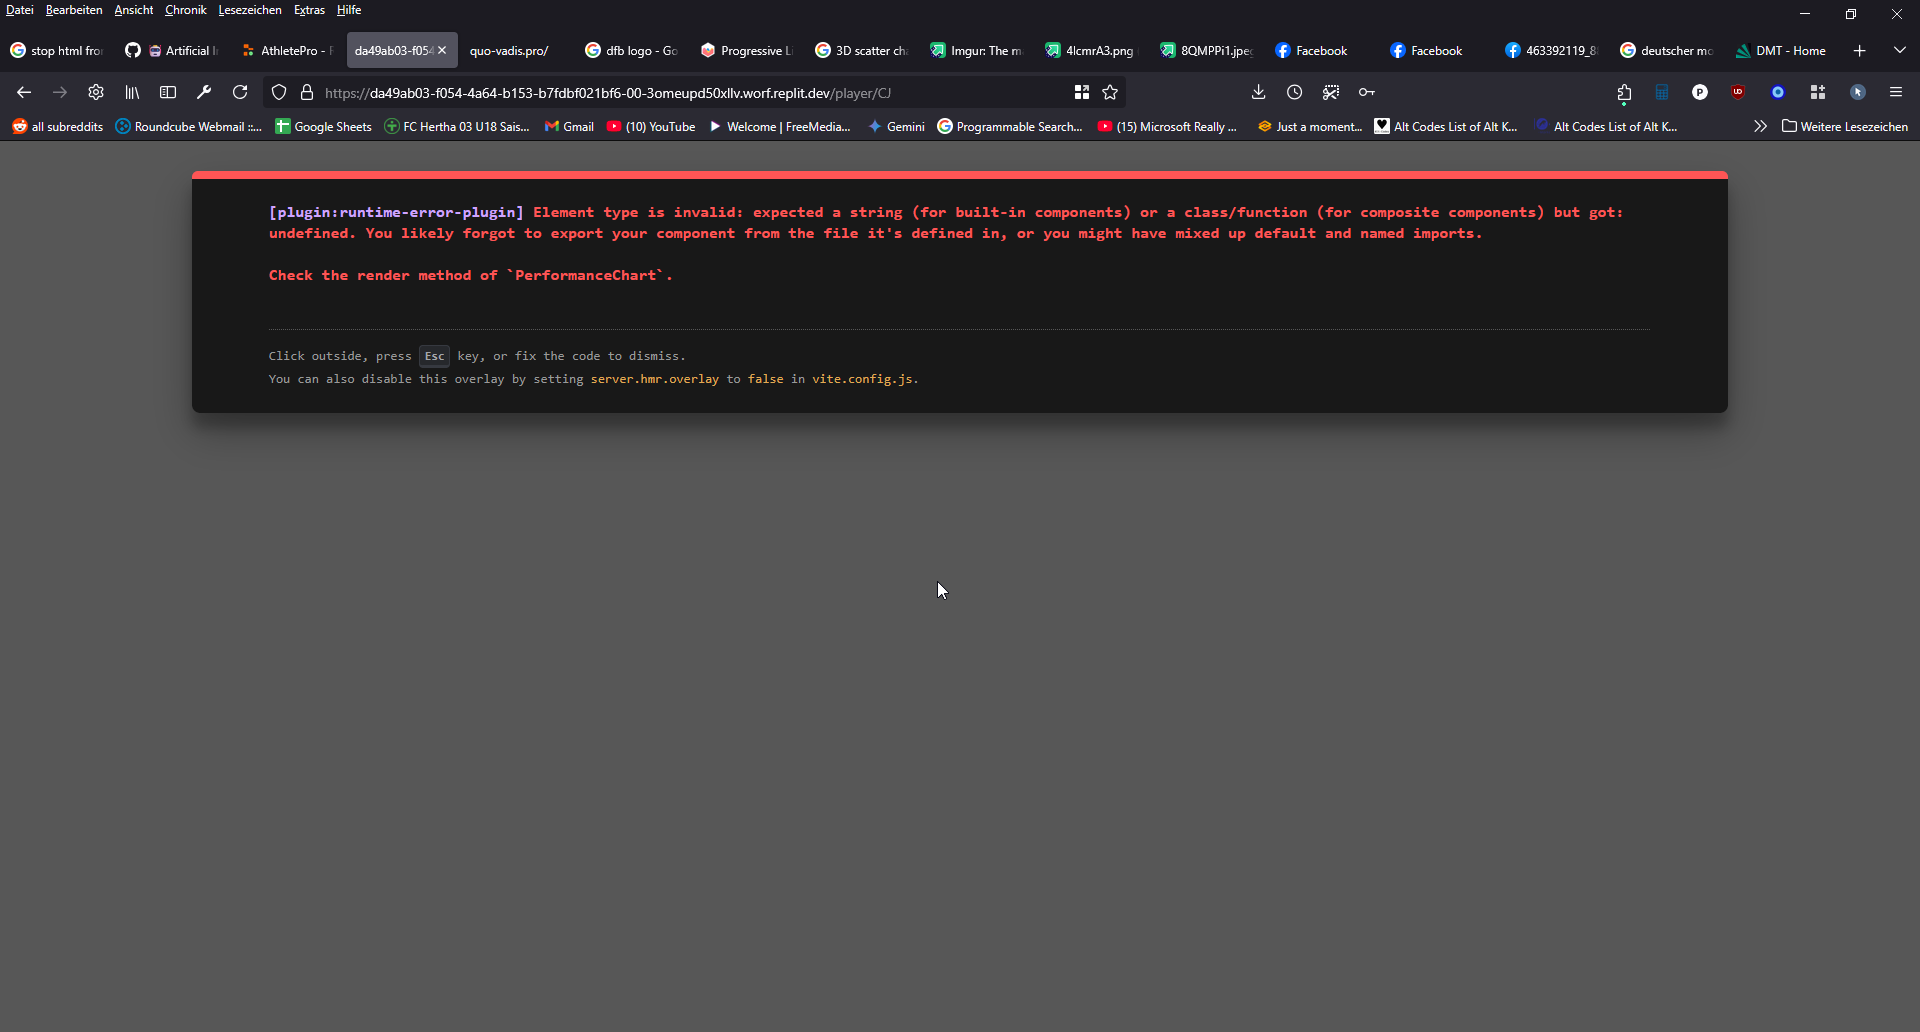 Datei Bearbeiten Ansicht Chronik Lesezeichen Extras Hilfe
stop html fro Artificial I AthletePro - F da49ab03-f054 quo-vadis.pro/ dfb logo - Go Progressive Li 3D scatter cha Imgur: The m 4lcmrA3.png 8QMPPi1.jpeg Facebook Facebook 463392119_8 deutscher mo DMT - Home
https://da49ab03-f054-4a64-b153-b7fdbf021bf6-00-3omeupd50xllv.worf.replit.dev/player/CJ
all subreddits Roundcube Webmail ::... Google Sheets FC Hertha 03 U18 Sais... Gmail (10) YouTube Welcome | FreeMedia... Gemini Programmable Search... (15) Microsoft Really ... Just a moment... Alt Codes List of Alt K... Alt Codes List of Alt K... Weitere Lesezeichen
[plugin:runtime-error-plugin] Element type is invalid: expected a string (for built-in components) or a class/function (for composite components) but got:
undefined. You likely forgot to export your component from the file it's defined in, or you might have mixed up default and named imports.
Check the render method of `PerformanceChart`.
Click outside, press Esc key, or fix the code to dismiss.
You can also disable this overlay by setting server.hmr.overlay to false in vite.config.js.